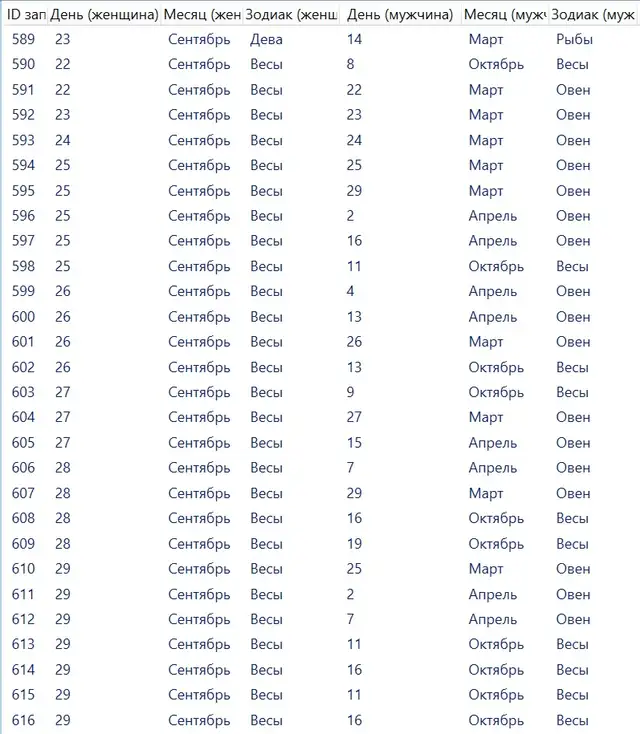 ID зап День (женщина) Месяц (жен Зодиак (женщ День (мужчина) Месяц (мужч Зодиак (муж
589 23 Сентябрь Дева 14 Март Рыбы
590 22 Сентябрь Весы 8 Октябрь Весы
591 22 Сентябрь Весы 22 Март Овен
592 23 Сентябрь Весы 23 Март Овен
593 24 Сентябрь Весы 24 Март Овен
594 25 Сентябрь Весы 25 Март Овен
595 25 Сентябрь Весы 29 Март Овен
596 25 Сентябрь Весы 2 Апрель Овен
597 25 Сентябрь Весы 16 Апрель Овен
598 25 Сентябрь Весы 11 Октябрь Весы
599 26 Сентябрь Весы 4 Апрель Овен
600 26 Сентябрь Весы 13 Апрель Овен
601 26 Сентябрь Весы 26 Март Овен
602 26 Сентябрь Весы 13 Октябрь Весы
603 27 Сентябрь Весы 9 Октябрь Весы
604 27 Сентябрь Весы 27 Март Овен
605 27 Сентябрь Весы 15 Апрель Овен
606 28 Сентябрь Весы 7 Апрель Овен
607 28 Сентябрь Весы 29 Март Овен
608 28 Сентябрь Весы 16 Октябрь Весы
609 28 Сентябрь Весы 19 Октябрь Весы
610 29 Сентябрь Весы 25 Март Овен
611 29 Сентябрь Весы 2 Апрель Овен
612 29 Сентябрь Весы 7 Апрель Овен
613 29 Сентябрь Весы 11 Октябрь Весы
614 29 Сентябрь Весы 16 Октябрь Весы
615 29 Сентябрь Весы 11 Октябрь Весы
616 29 Сентябрь Весы 16 Октябрь Весы